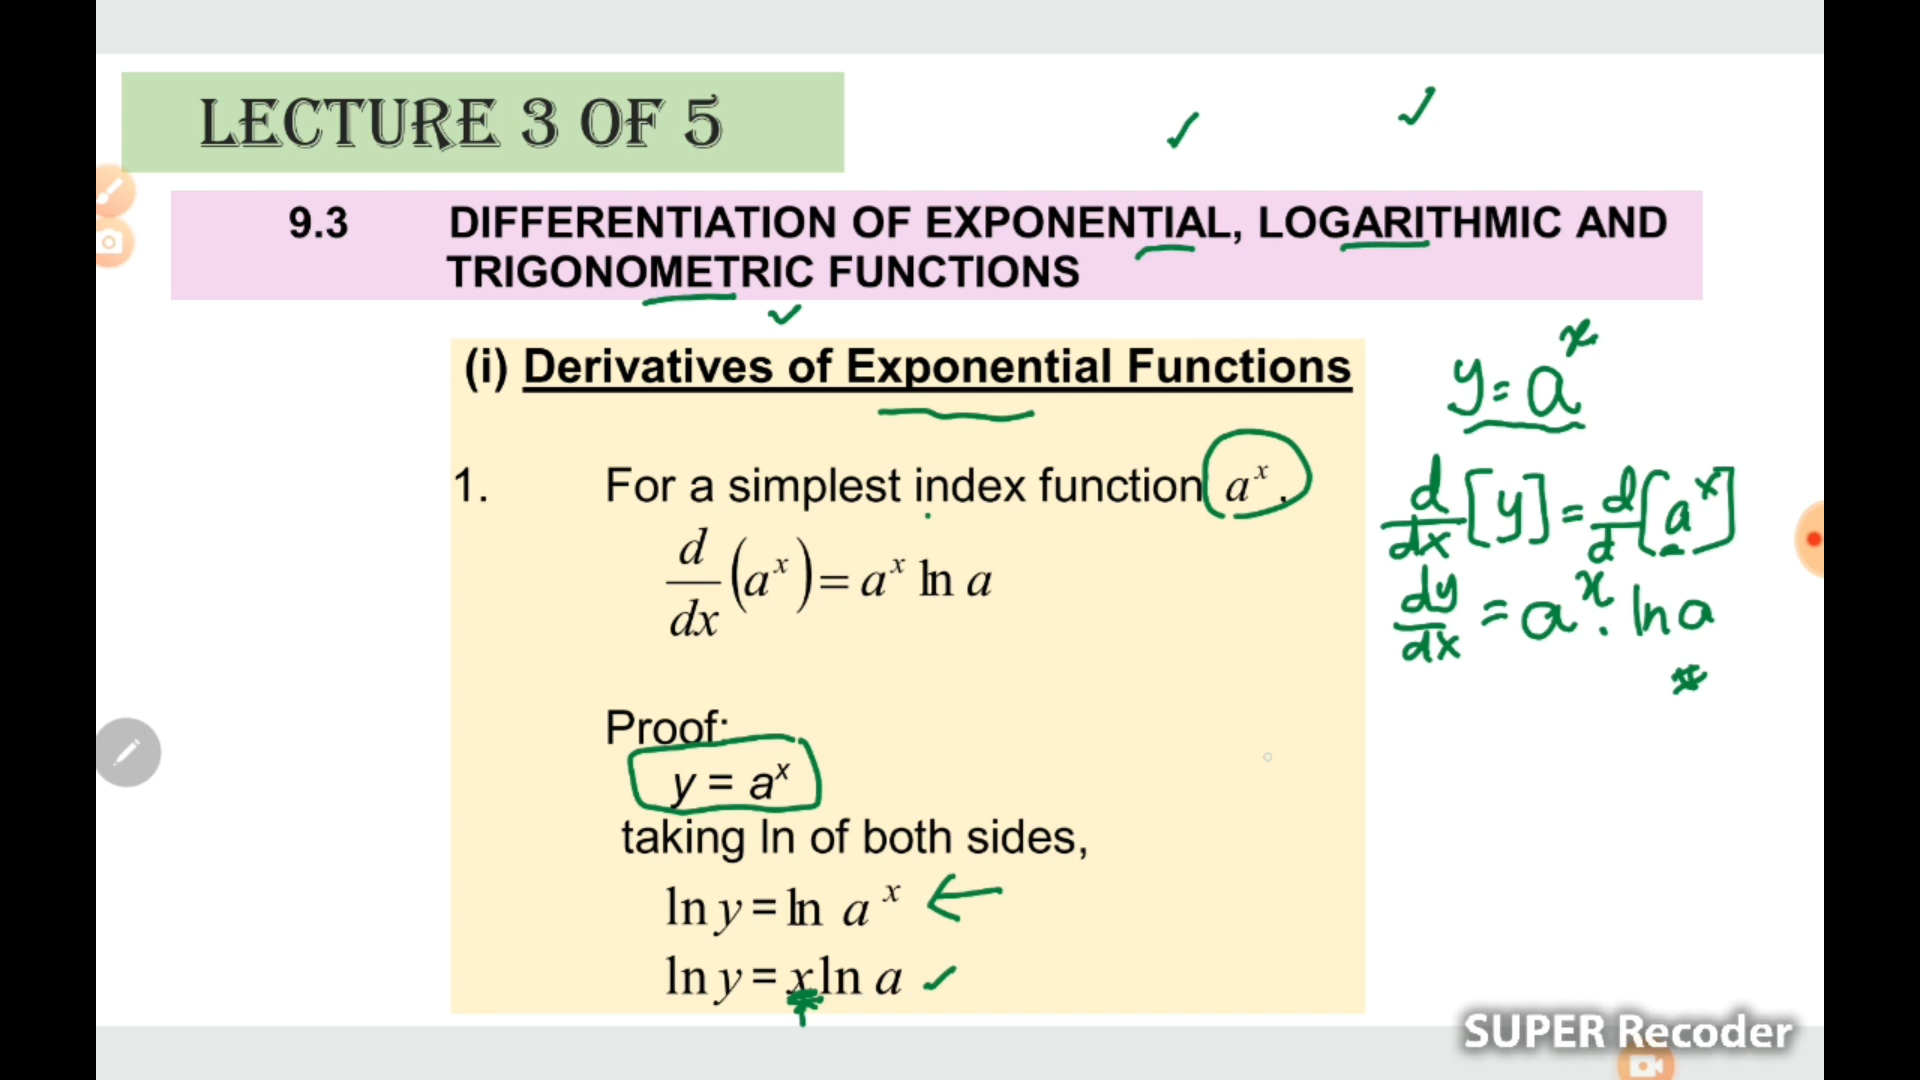 LECTURE 3 OF 5
9.3 DIFFERENTIATION OF EXPONENTIAL, LOGARITHMIC AND
TRIGONOMETRIC FUNCTIONS
(i) Derivatives of Exponential Functions
y = a^x
1. For a simplest index function a^x.
d/dx [y] = d/d [a^x]
d/dx (a^x) = a^x ln a
dy/dx = a^x . ln a
Proof:
y = a^x
taking ln of both sides,
ln y = ln a^x
ln y = x ln a
SUPER Recoder